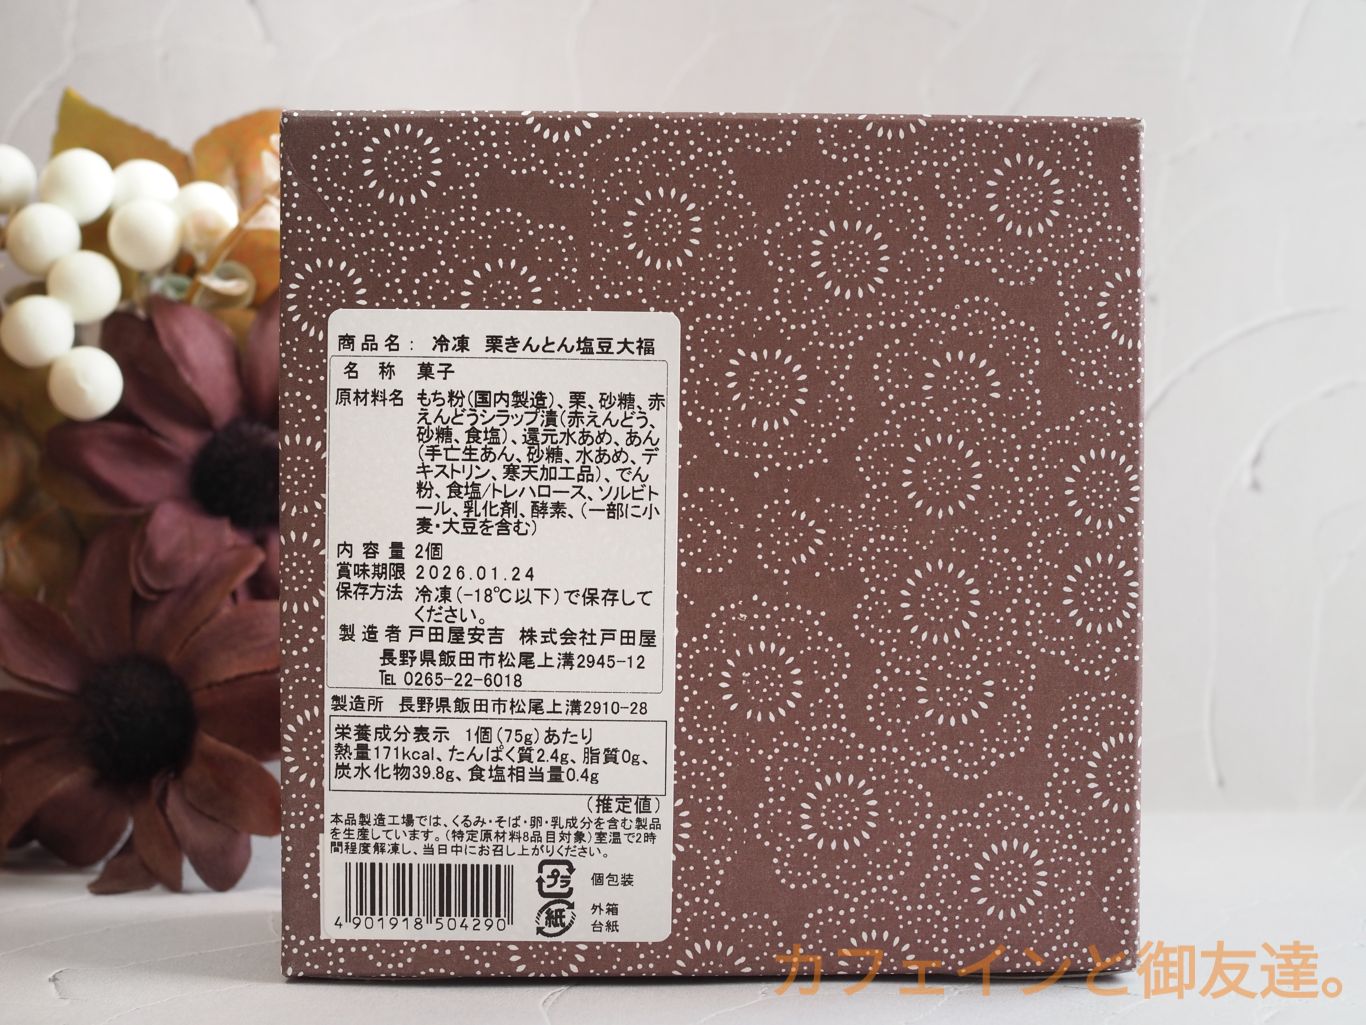 商品名： 冷凍 栗きんとん塩豆大福
名称 菓子
原材料名 もち粉(国内製造)、栗、砂糖、赤
えんどうシラップ漬(赤えんどう、
砂糖、食塩)、還元水あめ、あん
(手亡生あん、砂糖、水あめ、デ
キストリン、寒天加工品)、でん
粉、食塩/トレハロース、ソルビト
ール、乳化剤、酵素、(一部に小
麦・大豆を含む)
内容量 2個
賞味期限 2026.01.24
保存方法 冷凍(-18℃以下)で保存して
ください。
製造者 戸田屋安吉 株式会社戸田屋
長野県飯田市松尾上溝2945-12
℡ 0265-22-6018
製造所 長野県飯田市松尾上溝2910-28
栄養成分表示 1個(75g)あたり
熱量171kcal、たんぱく質2.4g、脂質0g、
炭水化物39.8g、食塩相当量0.4g
(推定値)
本品製造工場では、くるみ・そば・卵・乳成分を含む製品
を生産しています。(特定原材料8品目対象)室温で2時
間程度解凍し、当日中にお召し上がりください。
プラ 個包装
紙 外箱
台紙
4 901918 504290
カフェインと御友達。